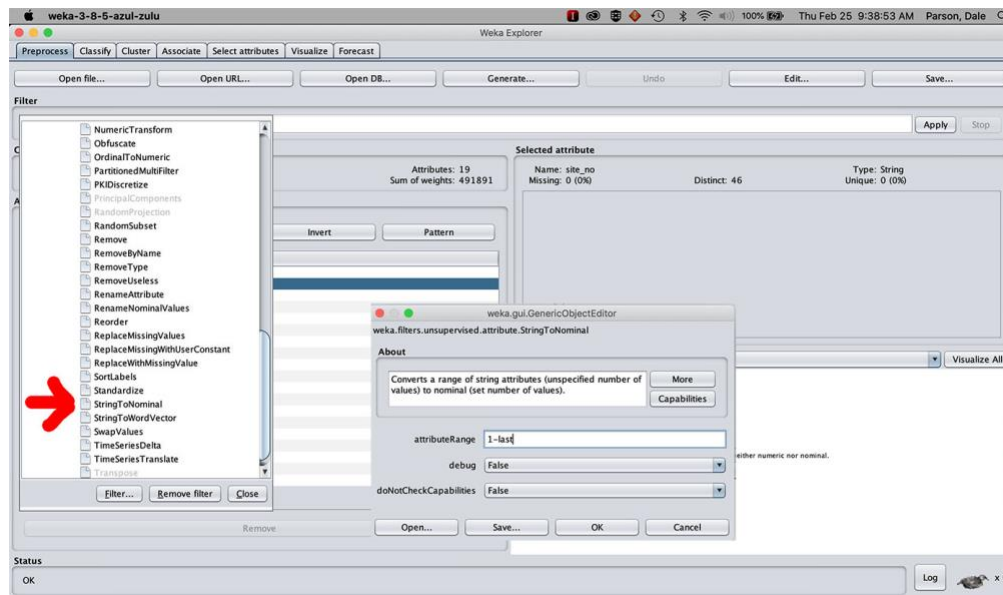 weka-3-8-5-azul-zulu 100% Thu Feb 25 9:38:53 AM Parson, Dale
Weka Explorer
Preprocess Classify Cluster Associate Select attributes Visualize Forecast
Open file... Open URL... Open DB... Generate... Undo Edit... Save...
Filter
Apply Stop
NumericTransform
Obfuscate
OrdinalToNumeric
PartitionedMultiFilter
PKIDiscretize
PrincipalComponents
RandomProjection
RandomSubset
Remove
RemoveByName
RemoveType
RemoveUseless
RenameAttribute
RenameNominalValues
Reorder
ReplaceMissingValues
ReplaceMissingWithUserConstant
ReplaceWithMissingValue
SortLabels
Standardize
StringToNominal
StringToWordVector
SwapValues
TimeSeriesDelta
TimeSeriesTranslate
Transpose
Filter... Remove filter Close
Attributes: 19
Sum of weights: 491891
Invert Pattern
Selected attribute
Name: site_no Type: String
Missing: 0 (0%) Distinct: 46 Unique: 0 (0%)
Visualize All
either numeric nor nominal.
weka.gui.GenericObjectEditor
weka.filters.unsupervised.attribute.StringToNominal
About
Converts a range of string attributes (unspecified number of
values) to nominal (set number of values).
More
Capabilities
attributeRange 1-last
debug False
doNotCheckCapabilities False
Open... Save... OK Cancel
Remove
Status
OK
Log x